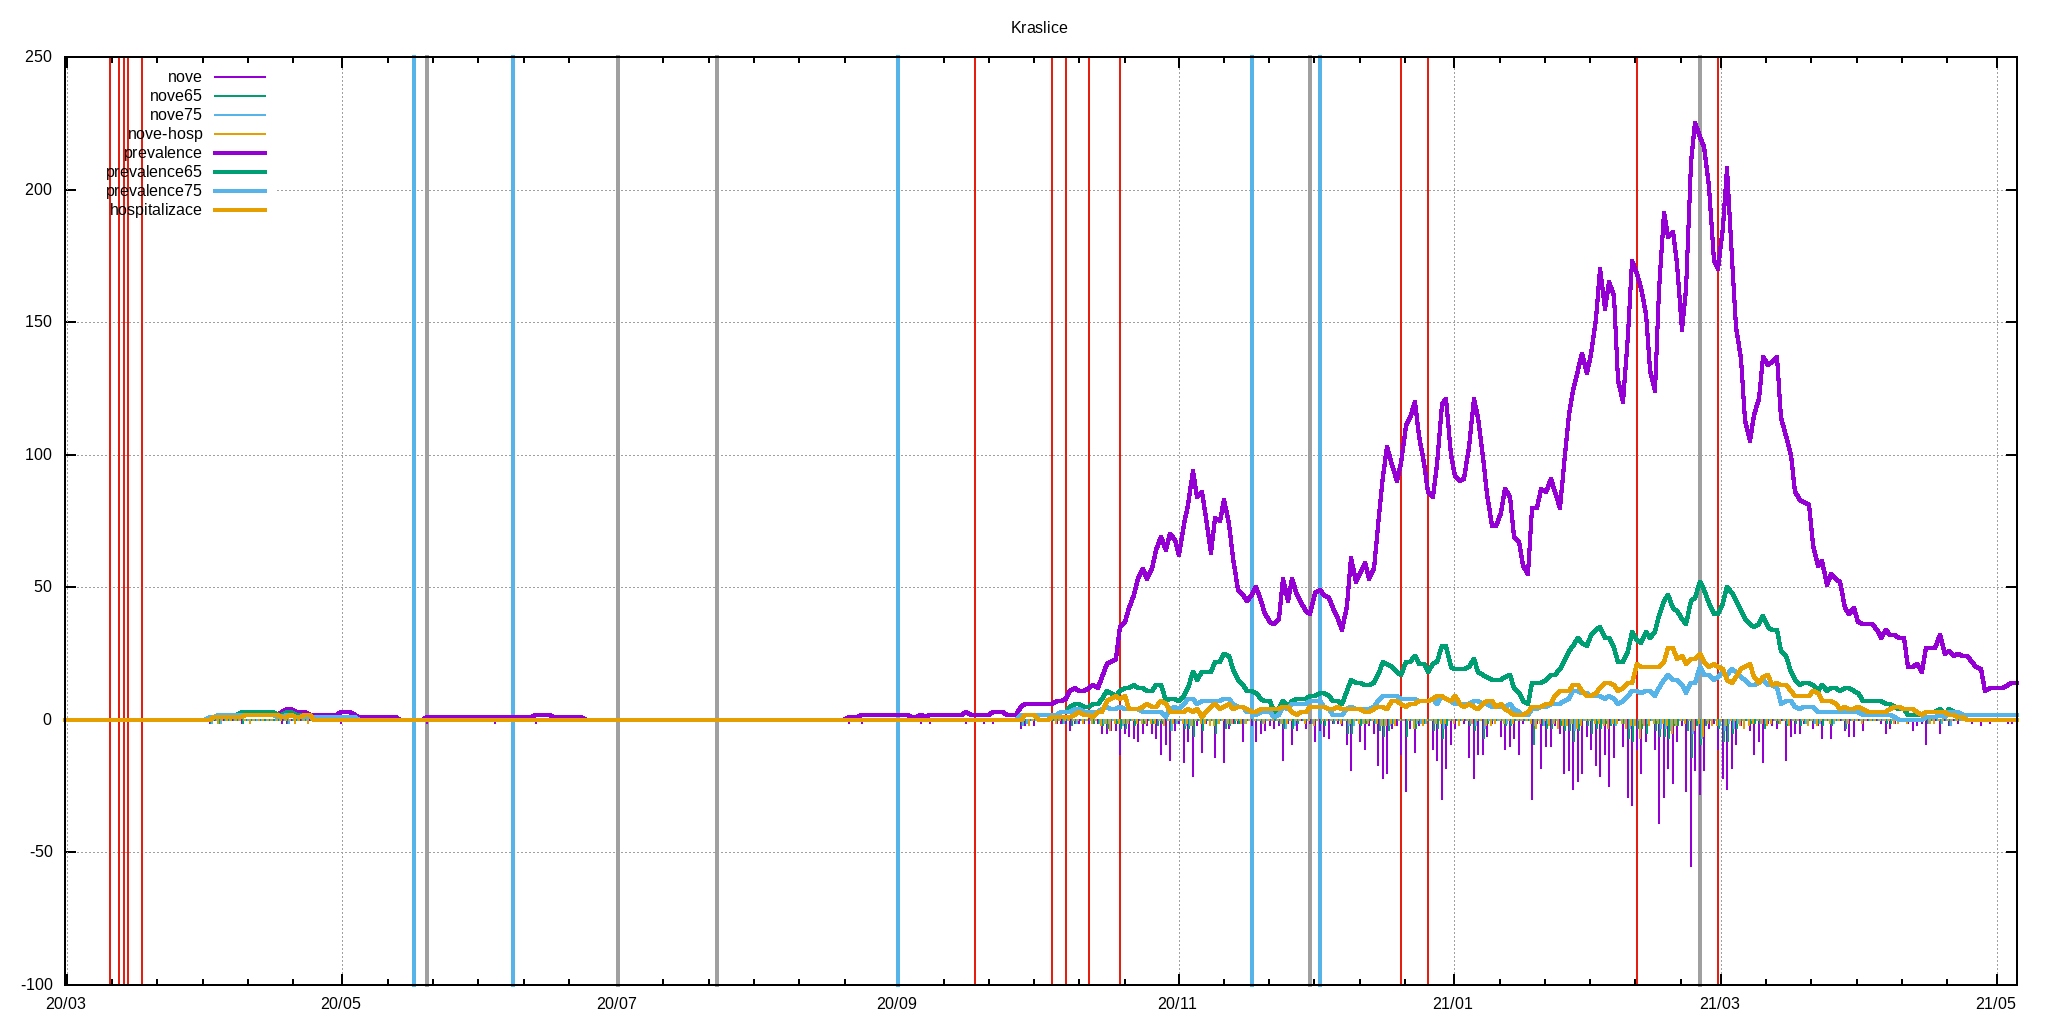 Kraslice
250
200
150
100
50
0
-50
-100
nove
nove65
nove75
nove-hosp
prevalence
prevalence65
prevalence75
hospitalizace
20/03 20/05 20/07 20/09 20/11 21/01 21/03 21/05